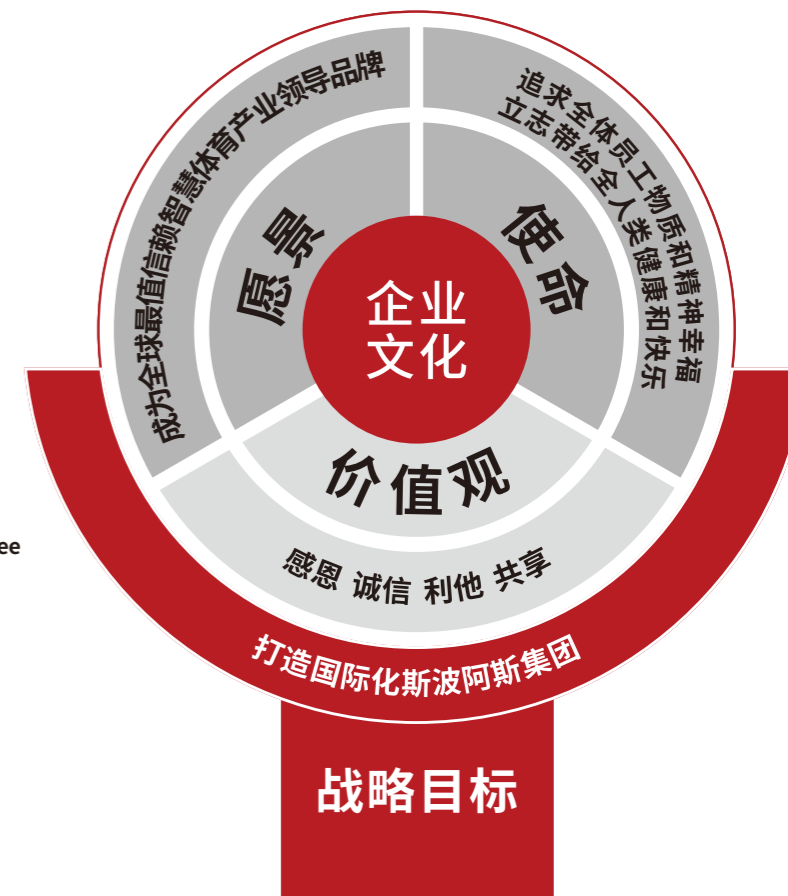 成为全球最值信赖智慧体育产业领导品牌
追求全体员工物质和精神幸福
立志带给全人类健康和快乐
愿景
使命
企业
文化
价值观
感恩 诚信 利他 共享
ee
打造国际化斯波阿斯集团
战略目标